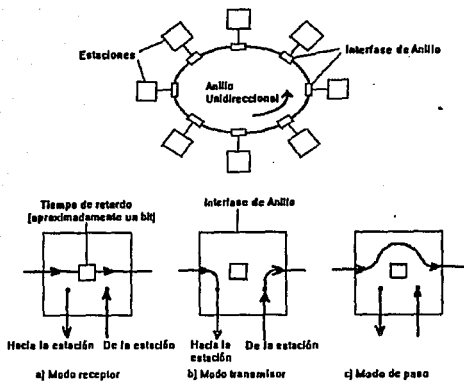 Estaciones
Interfase de Anillo
Anillo
Unidireccional
Tiempo de retardo
(aproximadamente un bit)
Interfase de Anillo
Hacia la estación De la estación
Hacia la
estación
De la estación
a) Modo receptor
b) Modo transmisor
c) Modo de paso